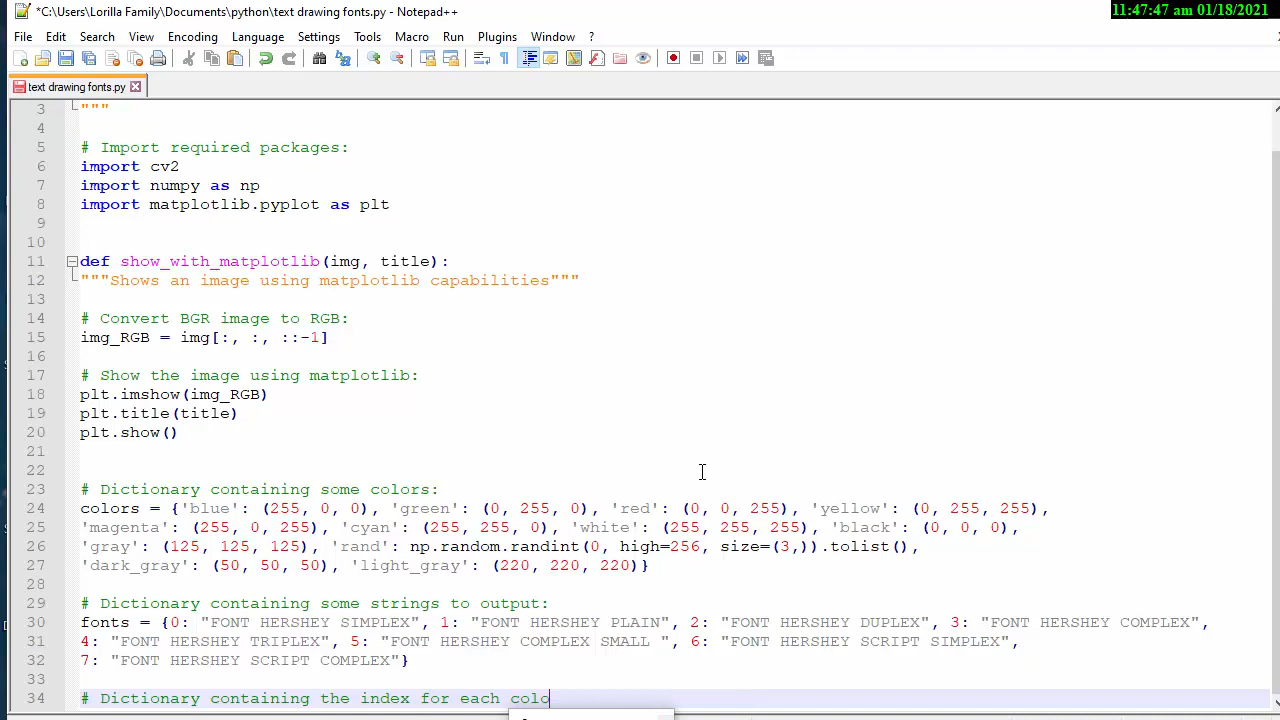 *C:\Users\Lorilla Family\Documents\python\text drawing fonts.py - Notepad++
11:47:47 am 01/18/2021
File Edit Search View Encoding Language Settings Tools Macro Run Plugins Window ?
text drawing fonts.py
3 """
4
5 # Import required packages:
6 import cv2
7 import numpy as np
8 import matplotlib.pyplot as plt
9
10
11 def show_with_matplotlib(img, title):
12 """Shows an image using matplotlib capabilities"""
13
14 # Convert BGR image to RGB:
15 img_RGB = img[:, :, ::-1]
16
17 # Show the image using matplotlib:
18 plt.imshow(img_RGB)
19 plt.title(title)
20 plt.show()
21
22
23 # Dictionary containing some colors:
24 colors = {'blue': (255, 0, 0), 'green': (0, 255, 0), 'red': (0, 0, 255), 'yellow': (0, 255, 255),
25 'magenta': (255, 0, 255), 'cyan': (255, 255, 0), 'white': (255, 255, 255), 'black': (0, 0, 0),
26 'gray': (125, 125, 125), 'rand': np.random.randint(0, high=256, size=(3,)).tolist(),
27 'dark_gray': (50, 50, 50), 'light_gray': (220, 220, 220)}
28
29 # Dictionary containing some strings to output:
30 fonts = {0: "FONT HERSHEY SIMPLEX", 1: "FONT HERSHEY PLAIN", 2: "FONT HERSHEY DUPLEX", 3: "FONT HERSHEY COMPLEX",
31 4: "FONT HERSHEY TRIPLEX", 5: "FONT HERSHEY COMPLEX SMALL ", 6: "FONT HERSHEY SCRIPT SIMPLEX",
32 7: "FONT HERSHEY SCRIPT COMPLEX"}
33
34 # Dictionary containing the index for each colo